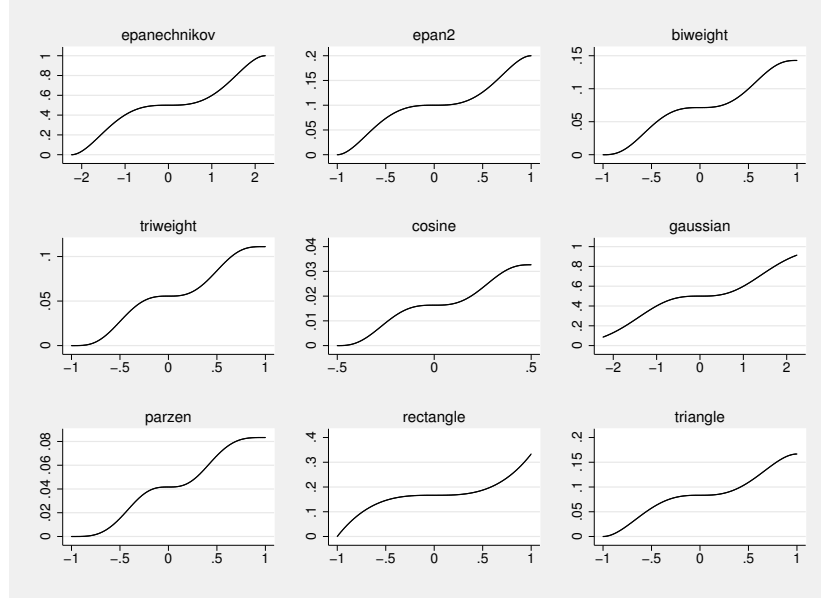 epanechnikov
0 .2 .4 .6 .8 1
−2 −1 0 1 2
epan2
0 .05 .1 .15 .2
−1 −.5 0 .5 1
biweight
0 .05 .1 .15
−1 −.5 0 .5 1
triweight
0 .05 .1
−1 −.5 0 .5 1
cosine
0 .01 .02 .03 .04
−.5 0 .5
gaussian
0 .2 .4 .6 .8 1
−2 −1 0 1 2
parzen
0 .02 .04 .06 .08
−1 −.5 0 .5 1
rectangle
0 .1 .2 .3 .4
−1 −.5 0 .5 1
triangle
0 .05 .1 .15 .2
−1 −.5 0 .5 1